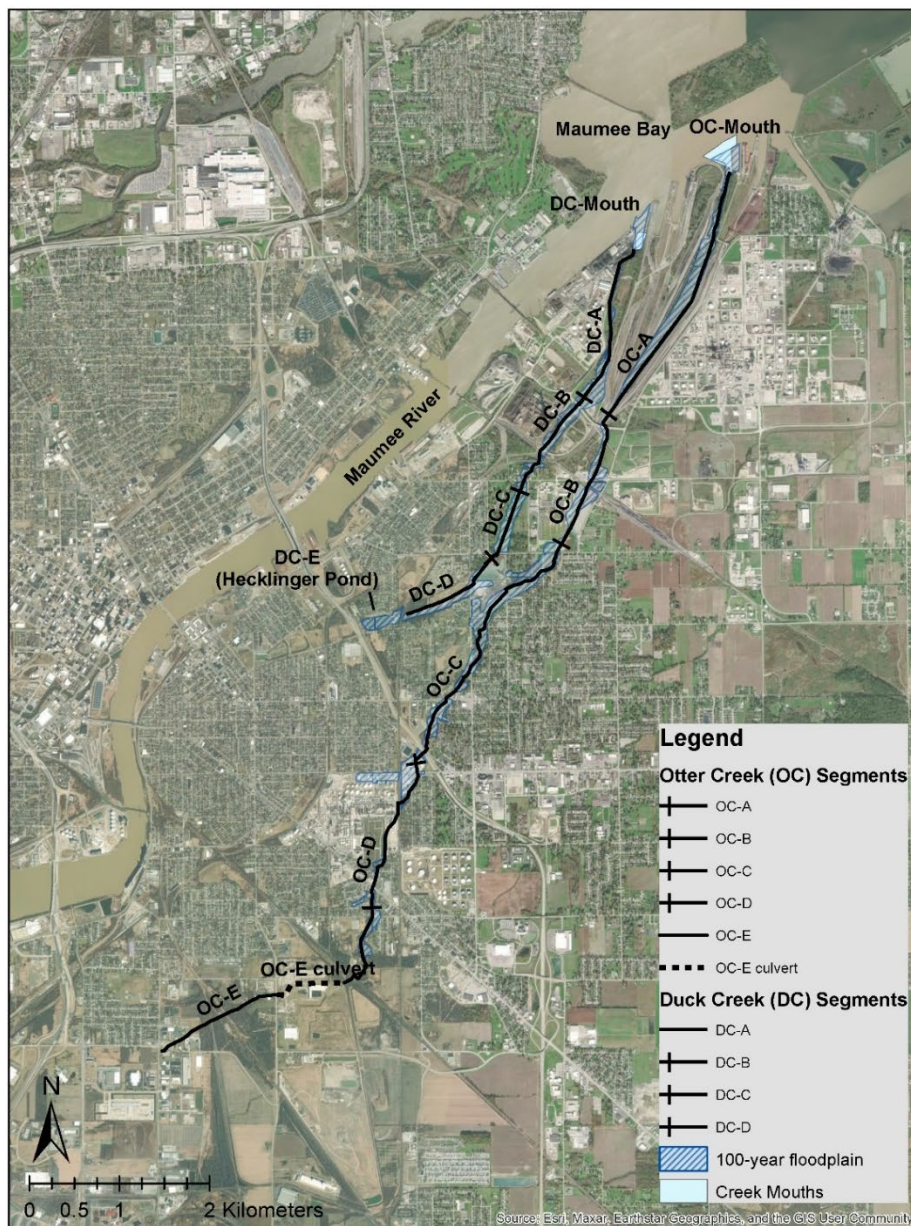 Maumee Bay
OC-Mouth
DC-Mouth
DC-A
OC-A
DC-B
Maumee River
DC-C
OC-B
DC-E
(Hecklinger Pond)
DC-D
OC-C
OC-D
OC-E culvert
OC-E
N
0 0.5 1 2 Kilometers
Legend
Otter Creek (OC) Segments
OC-A
OC-B
OC-C
OC-D
OC-E
OC-E culvert
Duck Creek (DC) Segments
DC-A
DC-B
DC-C
DC-D
100-year floodplain
Creek Mouths
Source: Esri, Maxar, Earthstar Geographics, and the GIS User Community